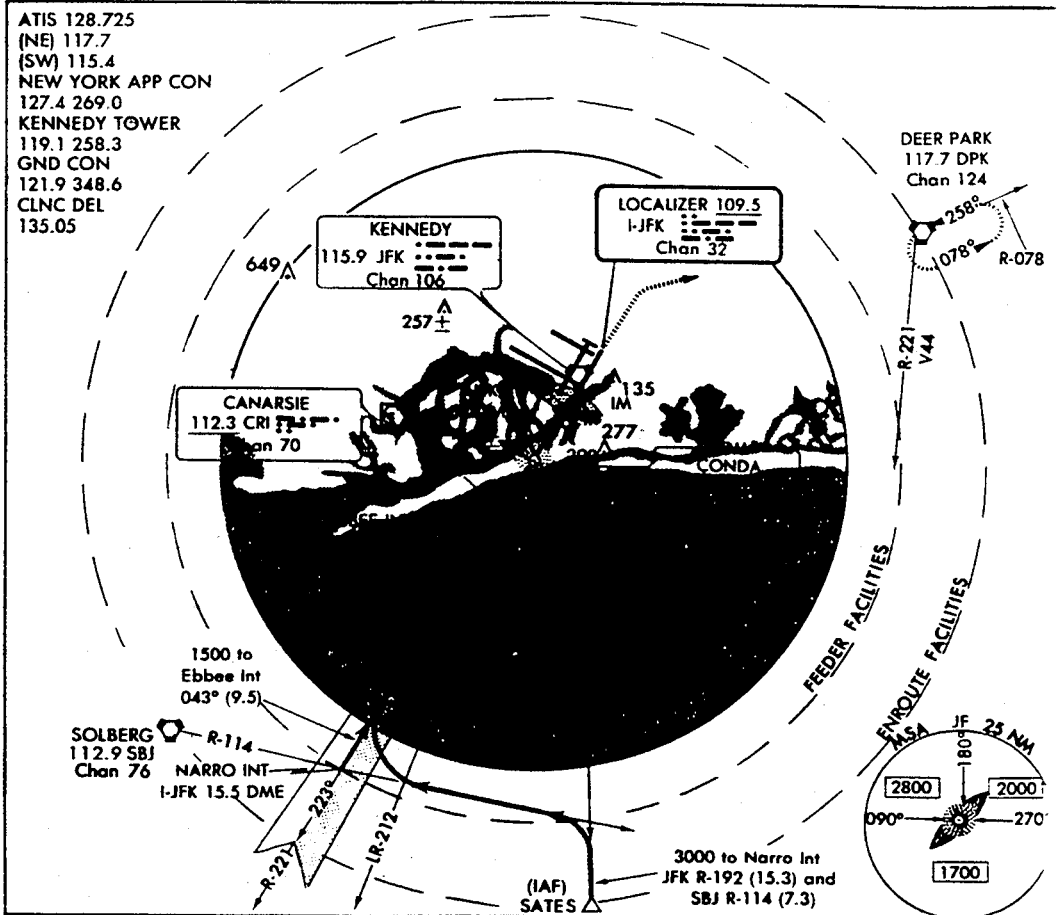 ATIS 128.725
(NE) 117.7
(SW) 115.4
NEW YORK APP CON
127.4 269.0
KENNEDY TOWER
119.1 258.3
GND CON
121.9 348.6
CLNC DEL
135.05
DEER PARK
117.7 DPK
Chan 124
258°
078°
R-078
R-221
V44
LOCALIZER 109.5
I-JFK
Chan 32
KENNEDY
115.9 JFK
Chan 106
649
257±
135
IM
CANARSIE
112.3 CRI
Chan 70
277
CONDA
FEEDER FACILITIES
ENROUTE FACILITIES
1500 to
Ebbee Int
043° (9.5)
SOLBERG
112.9 SBJ
Chan 76
R-114
NARRO INT
I-JFK 15.5 DME
223°
R-221
LR-212
(IAF)
SATES
3000 to Narro Int
JFK R-192 (15.3) and
SBJ R-114 (7.3)
MSA JF 25 NM
180°
2800
2000
090°
270°
1700